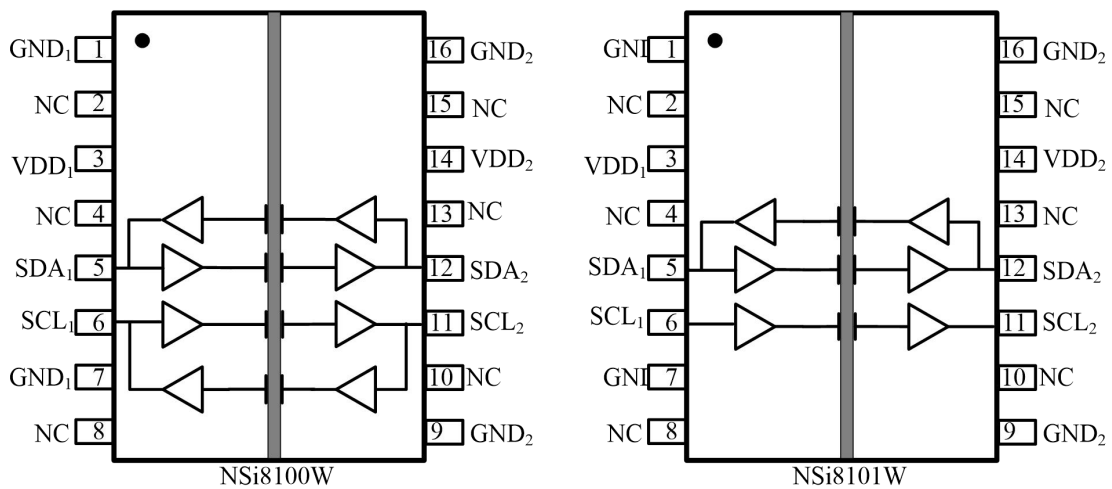 GND₁ 1 16 GND₂ GNI 1 16 GND₂
NC 2 15 NC NC 2 15 NC
VDD₁ 3 14 VDD₂ VDD₁ 3 14 VDD₂
NC 4 13 NC NC 4 13 NC
SDA₁ 5 12 SDA₂ SDA₁ 5 12 SDA₂
SCL₁ 6 11 SCL₂ SCL₁ 6 11 SCL₂
GND₁ 7 10 NC GNI 7 10 NC
NC 8 9 GND₂ NC 8 9 GND₂
NSi8100W NSi8101W